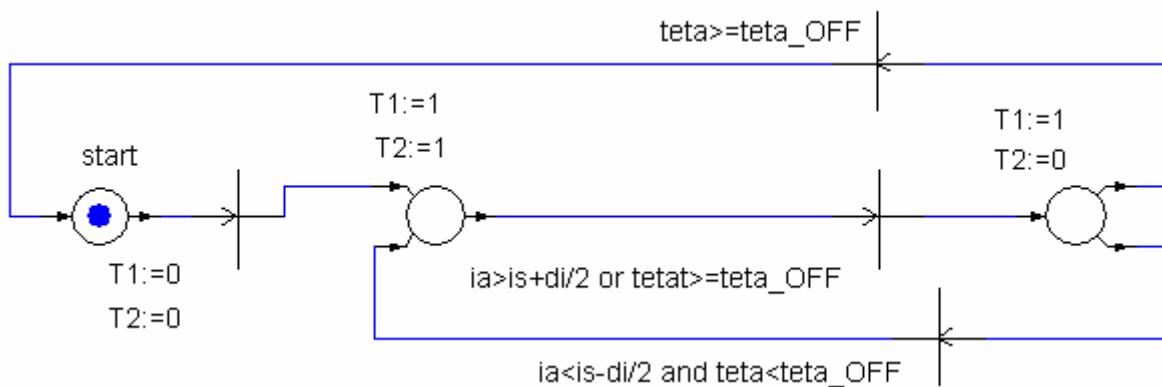 teta>=teta_OFF
T1:=1
T2:=1
T1:=1
T2:=0
start
T1:=0
T2:=0
ia>is+di/2 or tetat>=teta_OFF
ia<is-di/2 and teta<teta_OFF